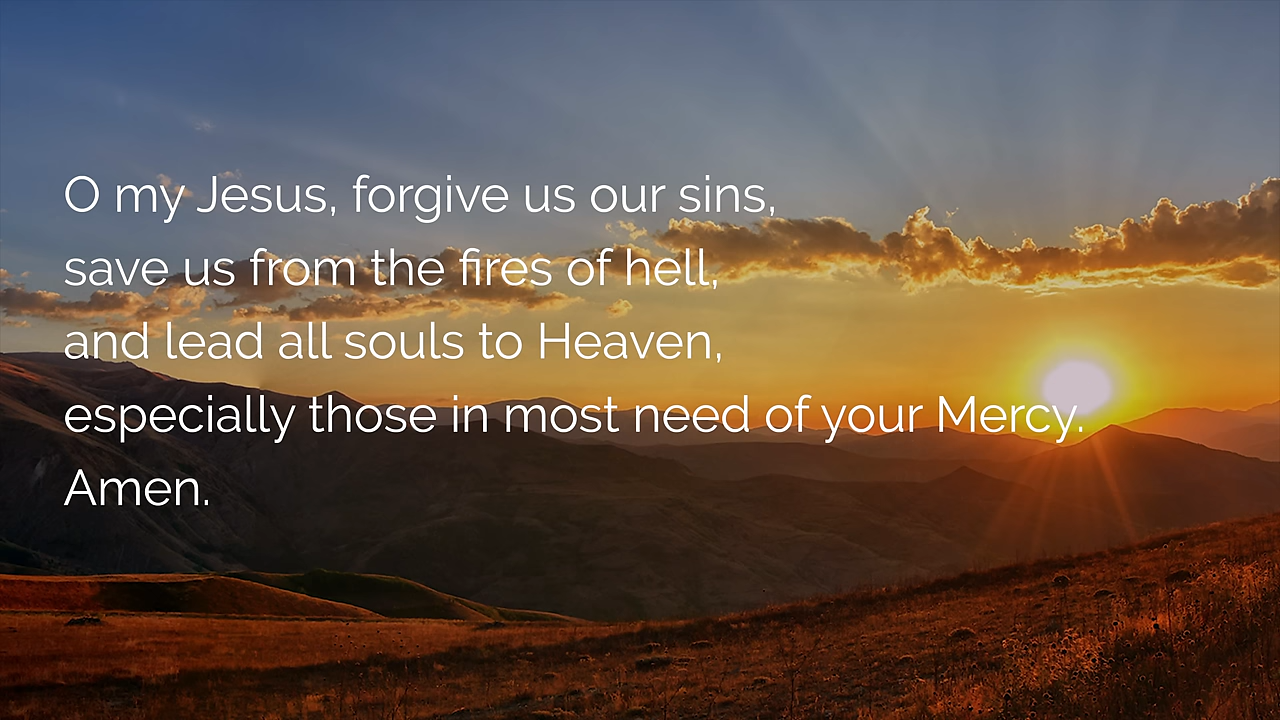 O my Jesus, forgive us our sins,
save us from the fires of hell,
and lead all souls to Heaven,
especially those in most need of your Mercy.
Amen.